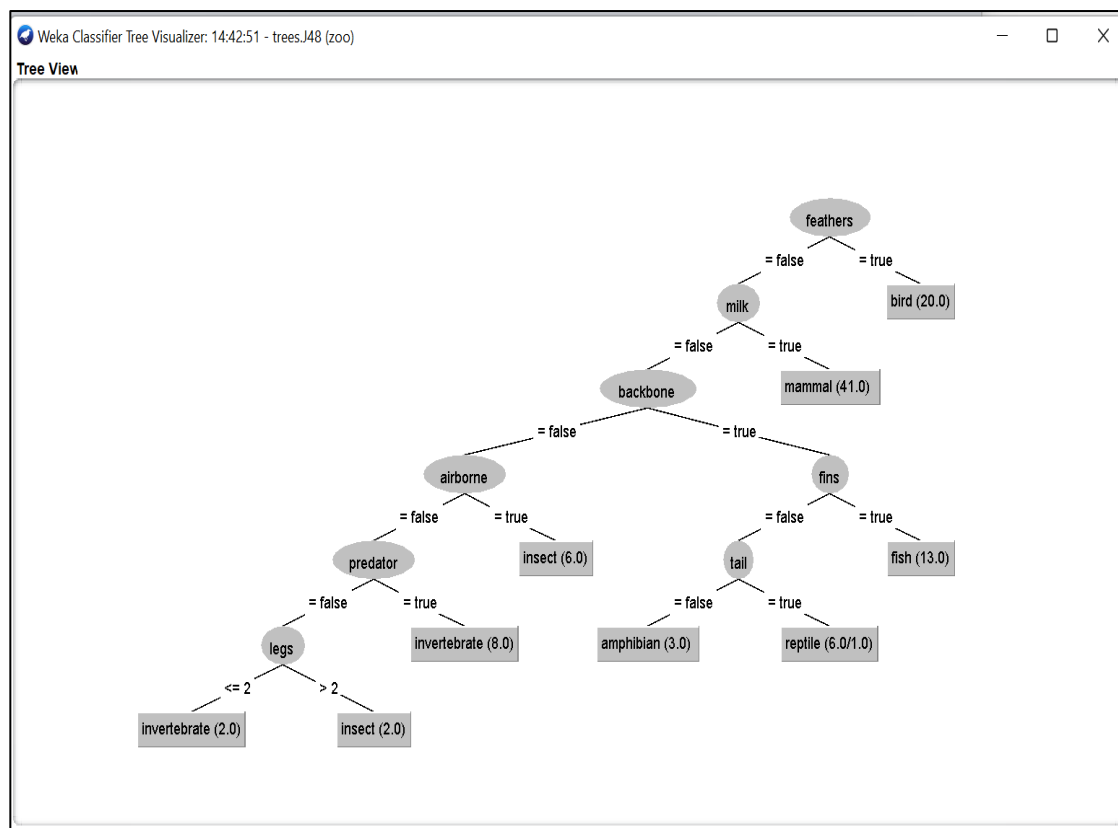 Weka Classifier Tree Visualizer: 14:42:51 - trees.J48 (zoo)
Tree View
feathers
= false = true
milk bird (20.0)
= false = true
backbone mammal (41.0)
= false = true
airborne fins
= false = true = false = true
predator insect (6.0) tail fish (13.0)
= false = true = false = true
legs invertebrate (8.0) amphibian (3.0) reptile (6.0/1.0)
<= 2 > 2
invertebrate (2.0) insect (2.0)